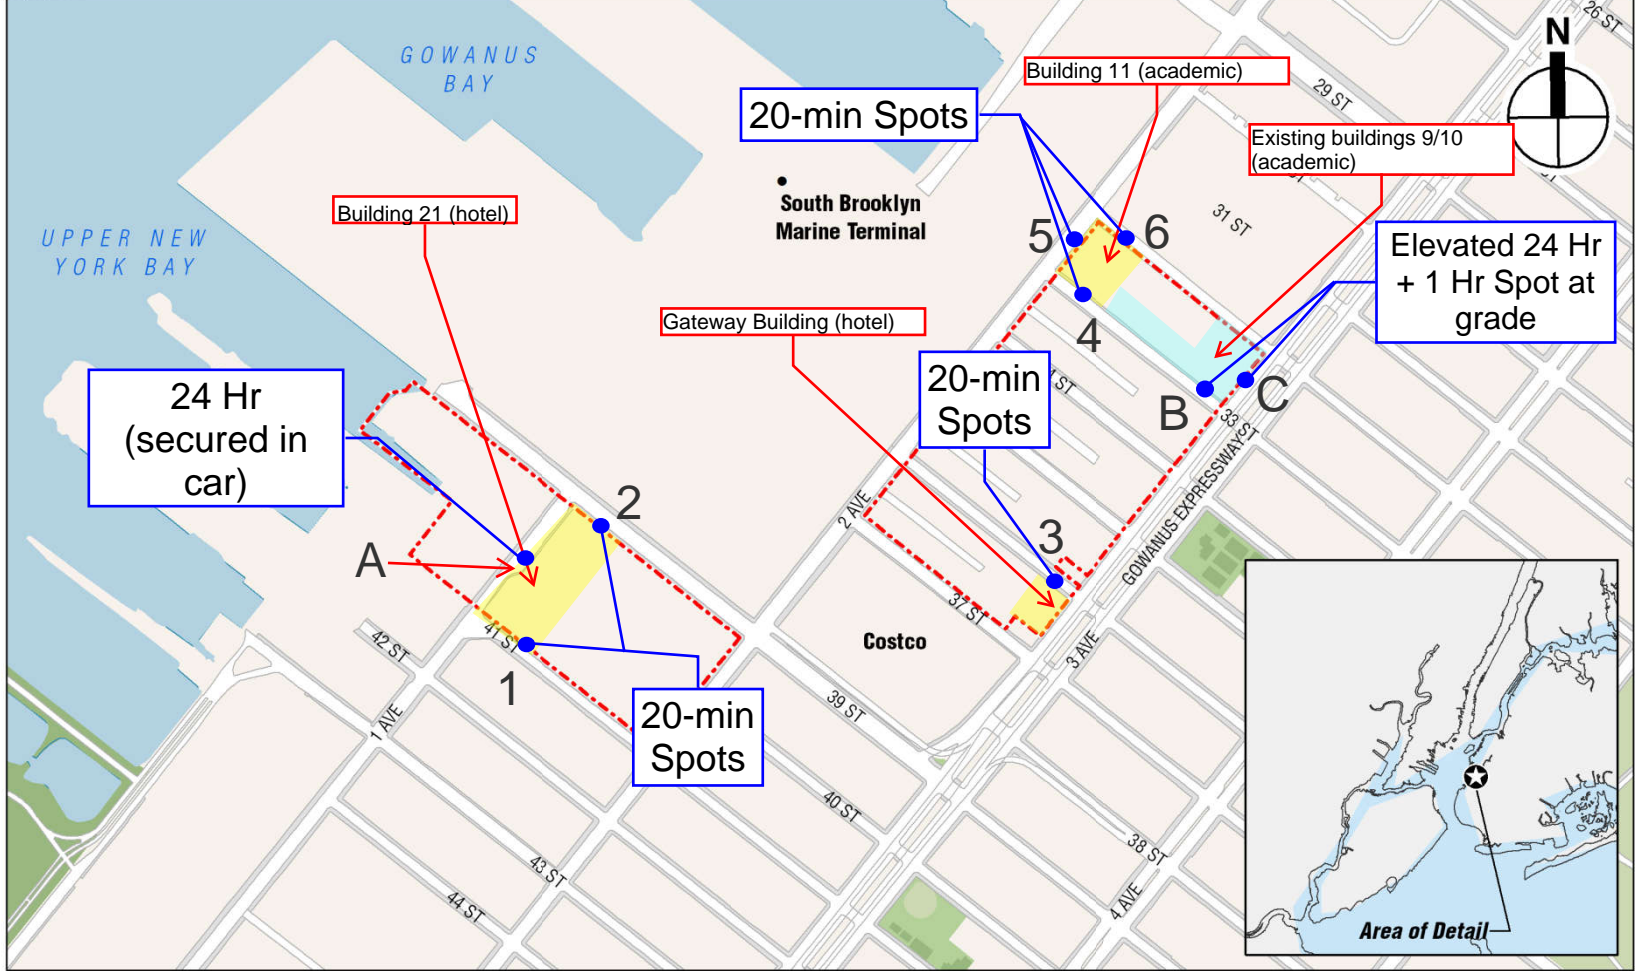 26 ST
N
GOWANUS
BAY
Building 11 (academic)
29 ST
20-min Spots
Existing buildings 9/10
(academic)
South Brooklyn
Marine Terminal
Building 21 (hotel)
31 ST
5
6
UPPER NEW
YORK BAY
Elevated 24 Hr
+ 1 Hr Spot at
grade
Gateway Building (hotel)
4
20-min
Spots
24 Hr
(secured in
car)
B
C
33 ST
GOWANUS EXPRESSWAY
2 AVE
2
3
A
37 ST
41 ST
42 ST
Costco
3 AVE
1
20-min
Spots
39 ST
1 AVE
40 ST
38 ST
43 ST
44 ST
4 AVE
Area of Detail